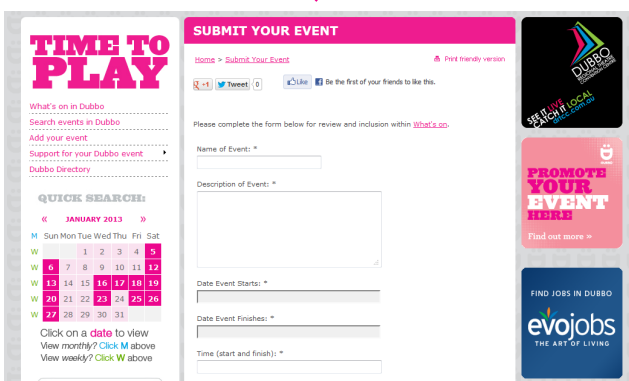 TIME TO
PLAY
What's on in Dubbo
Search events in Dubbo
Add your event
Support for your Dubbo event
Dubbo Directory
QUICK SEARCH:
« JANUARY 2013 »
M Sun Mon Tue Wed Thu Fri Sat
W 1 2 3 4 5
W 6 7 8 9 10 11 12
W 13 14 15 16 17 18 19
W 20 21 22 23 24 25 26
W 27 28 29 30 31
Click on a date to view
View monthly? Click M above
View weekly? Click W above
SUBMIT YOUR EVENT
Home > Submit Your Event
Print friendly version
+1 Tweet 0 Like Be the first of your friends to like this.
Please complete the form below for review and inclusion within What's on.
Name of Event: *
Description of Event: *
Date Event Starts: *
Date Event Finishes: *
Time (start and finish): *
DUBBO
REGIONAL THEATRE
CONVENTION CENTRE
SEE IT LIVE
CATCH IT LOCAL
drtcc.com.au
PROMOTE
YOUR
EVENT
HERE
Find out more »
FIND JOBS IN DUBBO
evojobs
THE ART OF LIVING